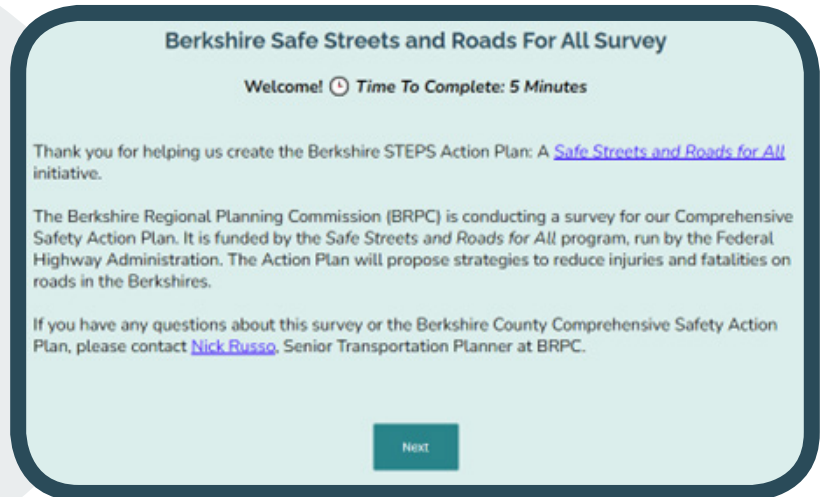 Berkshire Safe Streets and Roads For All Survey
Welcome! Time To Complete: 5 Minutes
Thank you for helping us create the Berkshire STEPS Action Plan: A Safe Streets and Roads for All
initiative.
The Berkshire Regional Planning Commission (BRPC) is conducting a survey for our Comprehensive
Safety Action Plan. It is funded by the Safe Streets and Roads for All program, run by the Federal
Highway Administration. The Action Plan will propose strategies to reduce injuries and fatalities on
roads in the Berkshires.
If you have any questions about this survey or the Berkshire County Comprehensive Safety Action
Plan, please contact Nick Russo, Senior Transportation Planner at BRPC.
Next